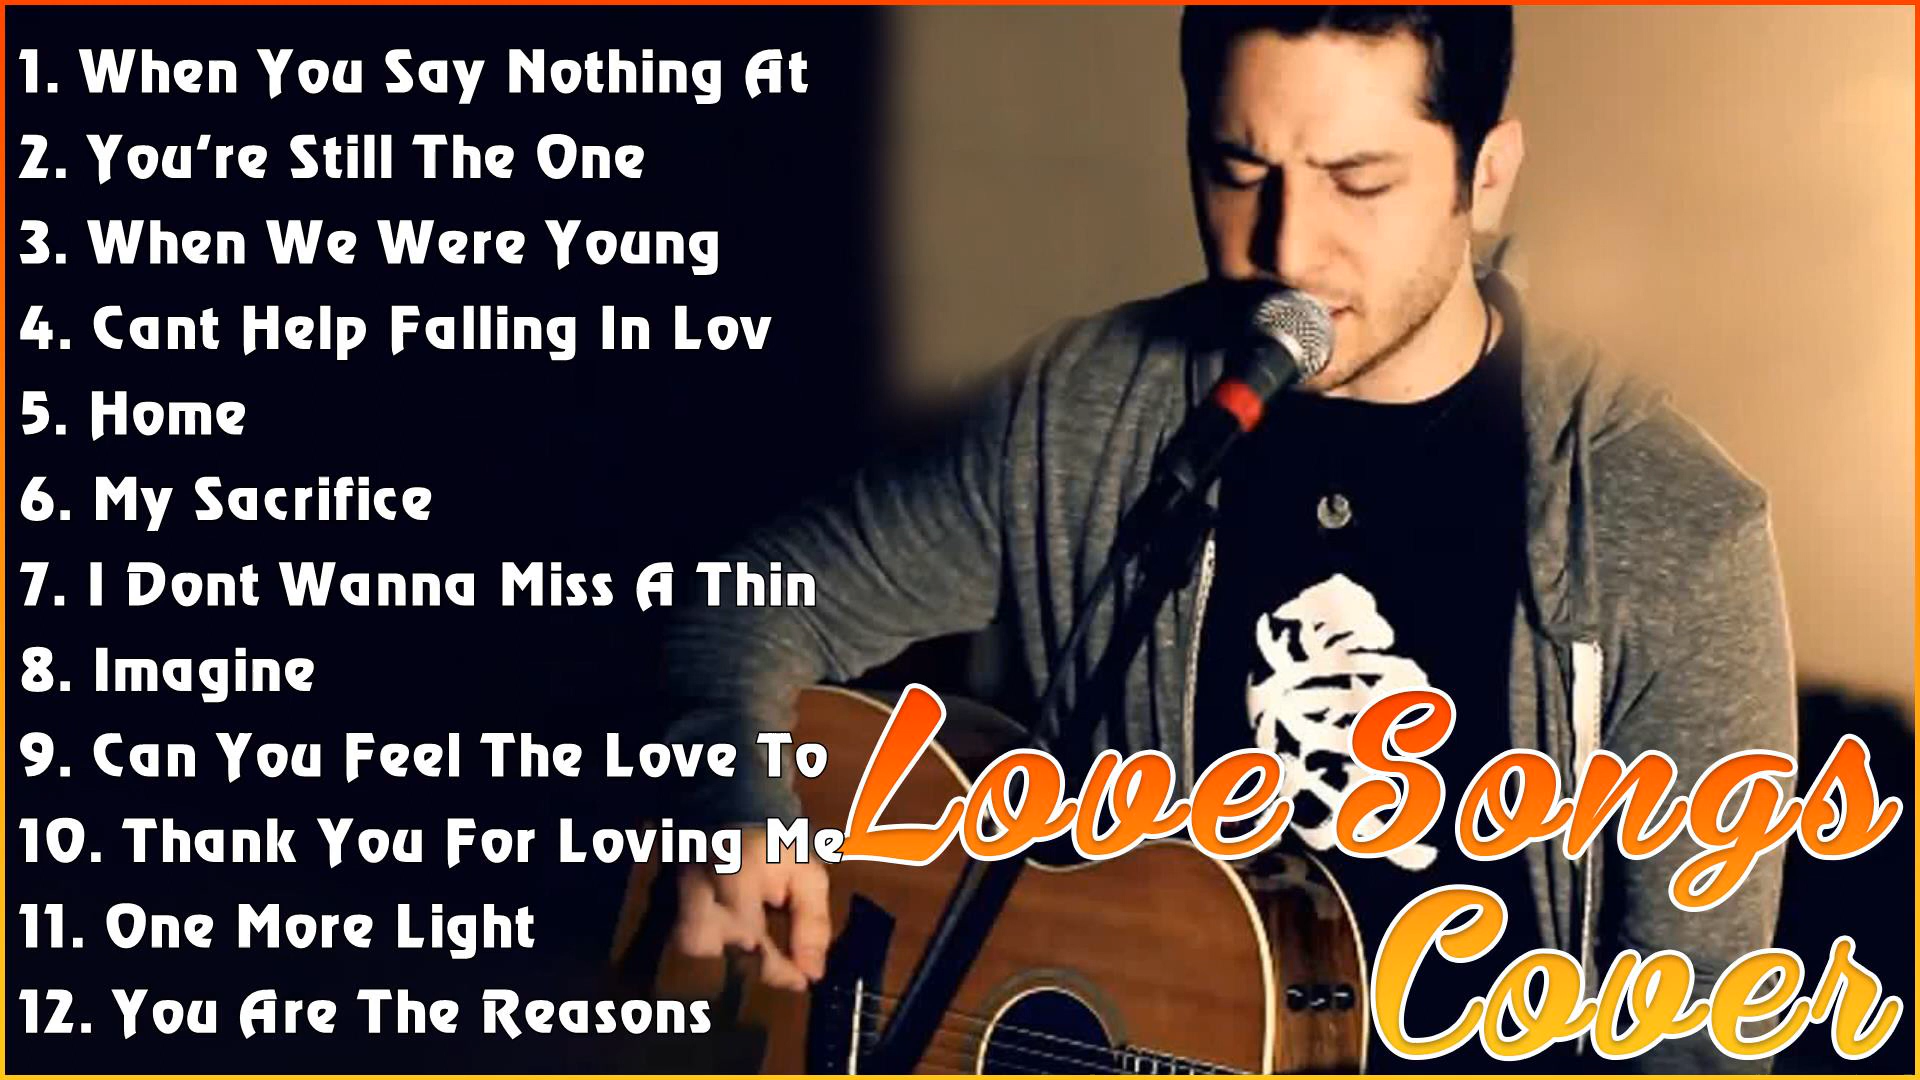 1. When You Say Nothing At
2. You're Still The One
3. When We Were Young
4. Cant Help Falling In Lov
5. Home
6. My Sacrifice
7. I Dont Wanna Miss A Thin
8. Imagine
9. Can You Feel The Love To
10. Thank You For Loving Me
11. One More Light
12. You Are The Reasons
愛
Love Songs
Cover